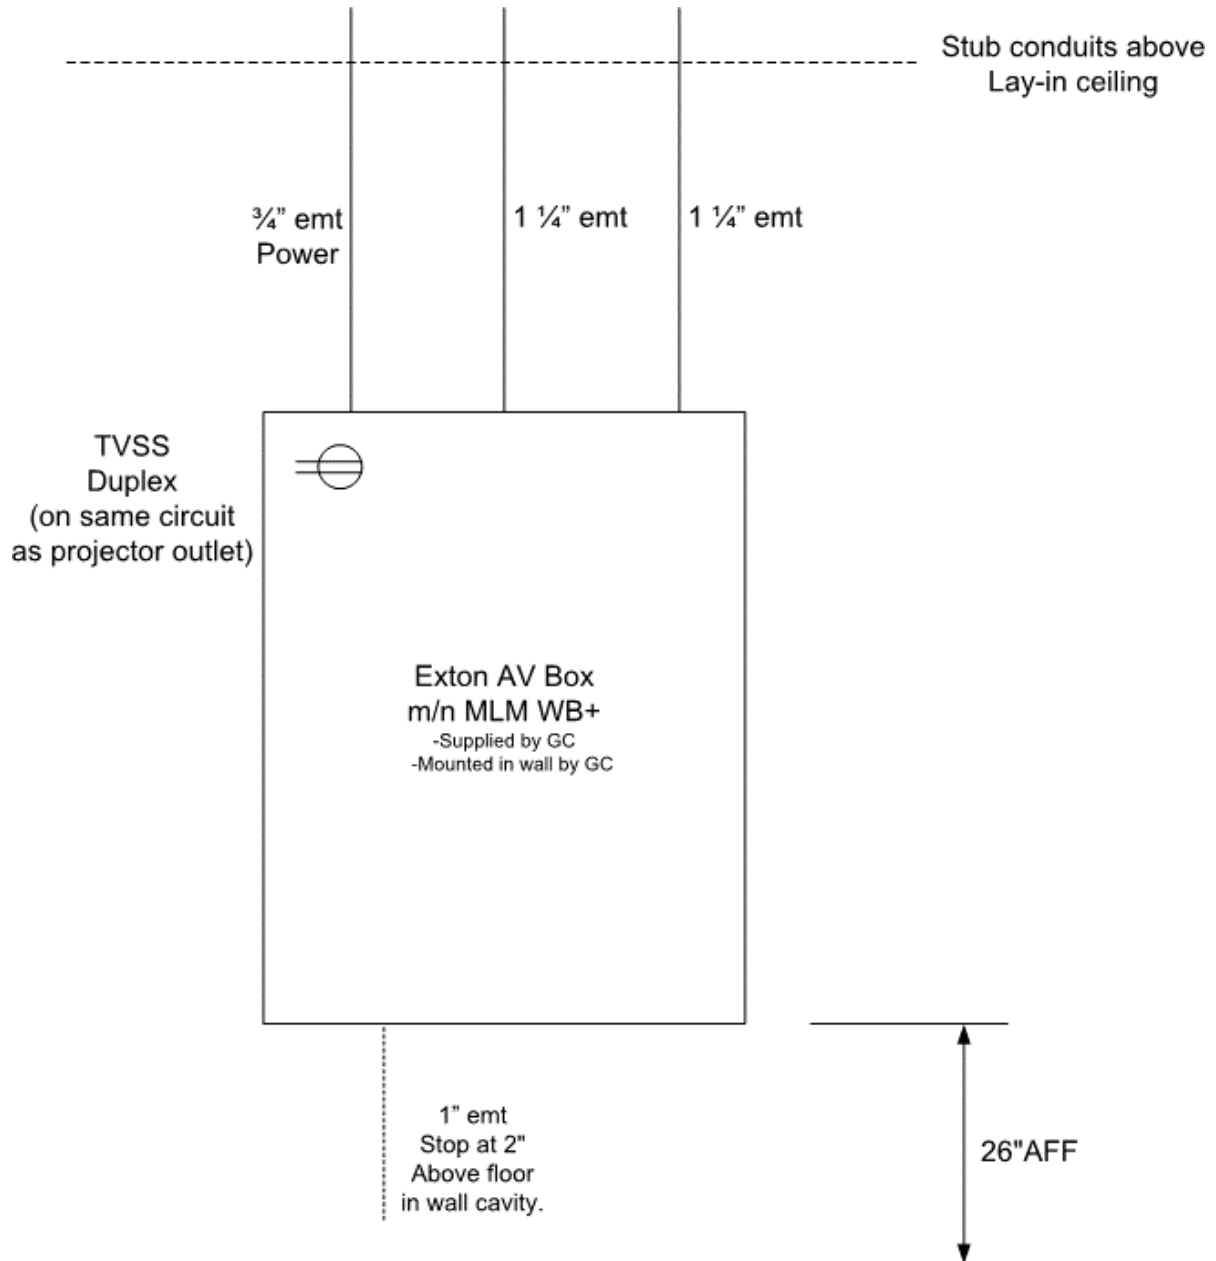 Stub conduits above
Lay-in ceiling
¾” emt
Power
1 ¼” emt
1 ¼” emt
TVSS
Duplex
(on same circuit
as projector outlet)
Exton AV Box
m/n MLM WB+
-Supplied by GC
-Mounted in wall by GC
1” emt
Stop at 2"
Above floor
in wall cavity.
26"AFF